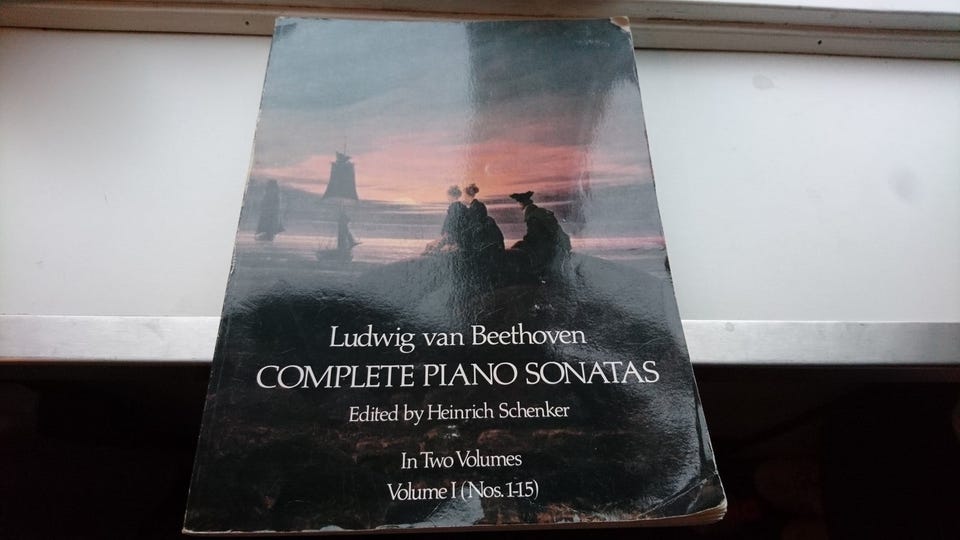 Ludwig van Beethoven
COMPLETE PIANO SONATAS
Edited by Heinrich Schenker
In Two Volumes
Volume I (Nos. 1-15)